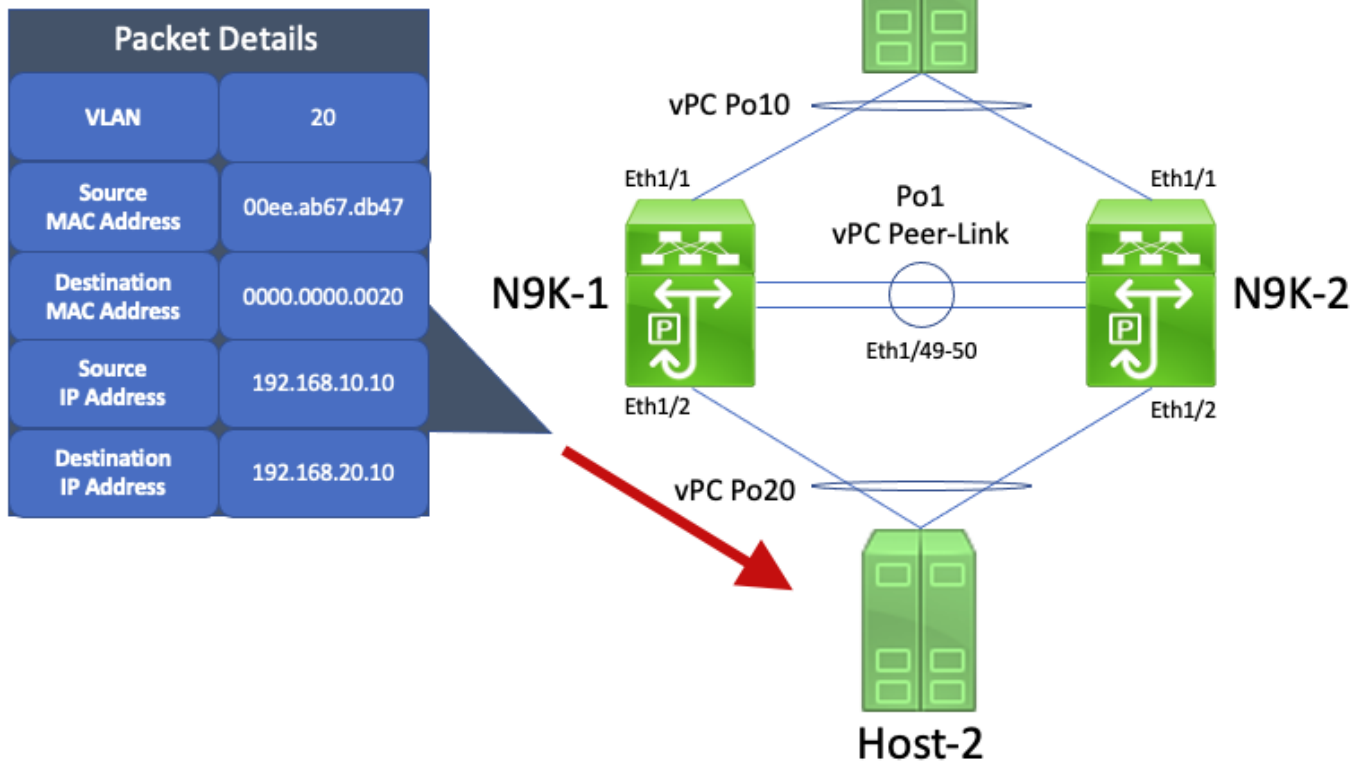 Packet Details
VLAN
20
Source
MAC Address
00ee.ab67.db47
Destination
MAC Address
0000.0000.0020
Source
IP Address
192.168.10.10
Destination
IP Address
192.168.20.10
vPC Po10
Eth1/1
Eth1/1
Po1
vPC Peer-Link
N9K-1
P
P
N9K-2
Eth1/49-50
Eth1/2
Eth1/2
vPC Po20
Host-2